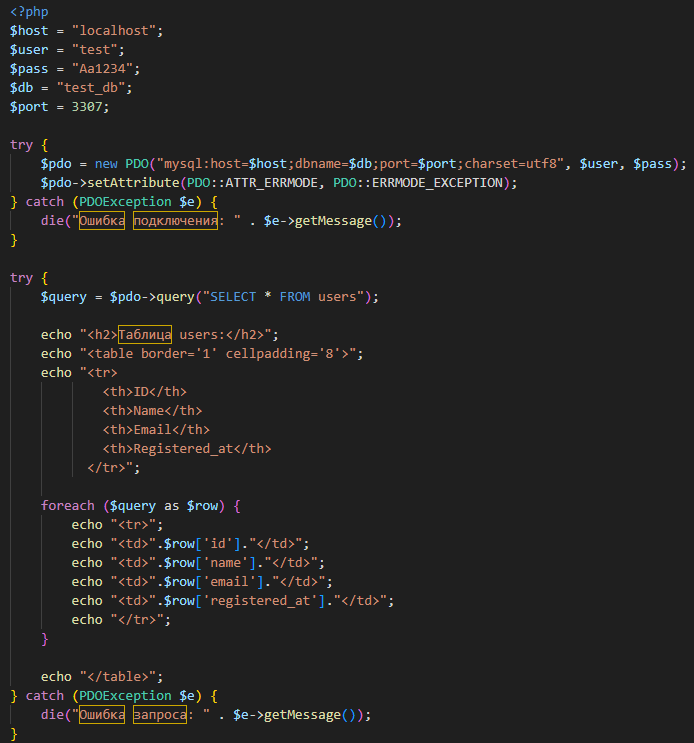 <?php
$host = "localhost";
$user = "test";
$pass = "Aa1234";
$db = "test_db";
$port = 3307;

try {
    $pdo = new PDO("mysql:host=$host;dbname=$db;port=$port;charset=utf8", $user, $pass);
    $pdo->setAttribute(PDO::ATTR_ERRMODE, PDO::ERRMODE_EXCEPTION);
} catch (PDOException $e) {
    die("Ошибка подключения: " . $e->getMessage());
}

try {
    $query = $pdo->query("SELECT * FROM users");

    echo "<h2>Таблица users:</h2>";
    echo "<table border='1' cellpadding='8'>";
    echo "<tr>
            <th>ID</th>
            <th>Name</th>
            <th>Email</th>
            <th>Registered_at</th>
          </tr>";

    foreach ($query as $row) {
        echo "<tr>";
        echo "<td>".$row['id']."</td>";
        echo "<td>".$row['name']."</td>";
        echo "<td>".$row['email']."</td>";
        echo "<td>".$row['registered_at']."</td>";
        echo "</tr>";
    }

    echo "</table>";
} catch (PDOException $e) {
    die("Ошибка запроса: " . $e->getMessage());
}